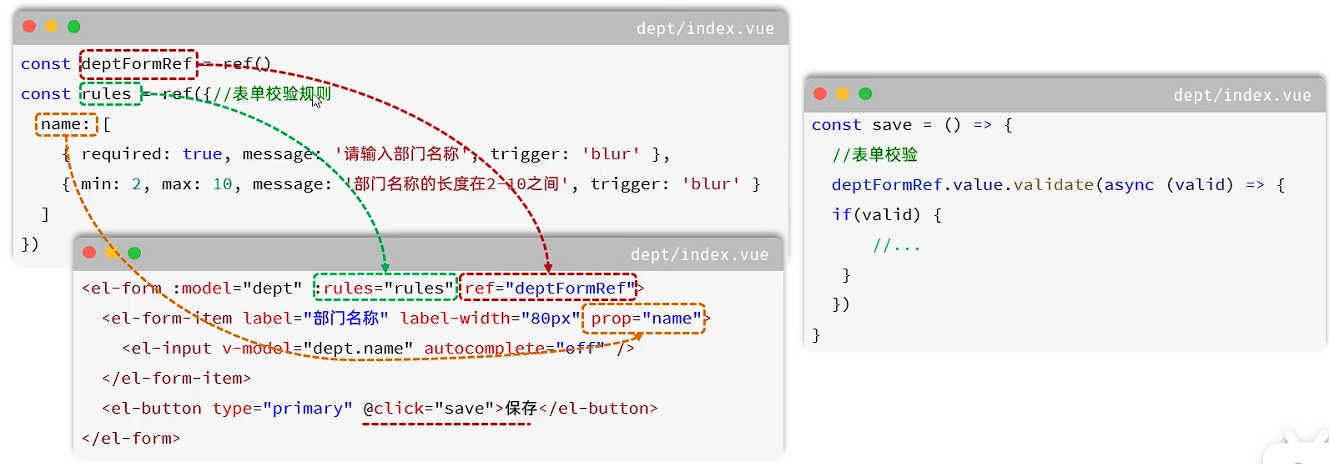 dept/index.vue
const deptFormRef = ref()
const rules = ref({//表单校验规则
name: [
{ required: true, message: '请输入部门名称', trigger: 'blur' },
{ min: 2, max: 10, message: '部门名称的长度在2-10之间', trigger: 'blur' }
]
})
dept/index.vue
<el-form :model="dept" :rules="rules" ref="deptFormRef">
<el-form-item label="部门名称" label-width="80px" prop="name">
<el-input v-model="dept.name" autocomplete="off" />
</el-form-item>
<el-button type="primary" @click="save">保存</el-button>
</el-form>
dept/index.vue
const save = () => {
//表单校验
deptFormRef.value.validate(async (valid) => {
if(valid) {
//...
}
})
}